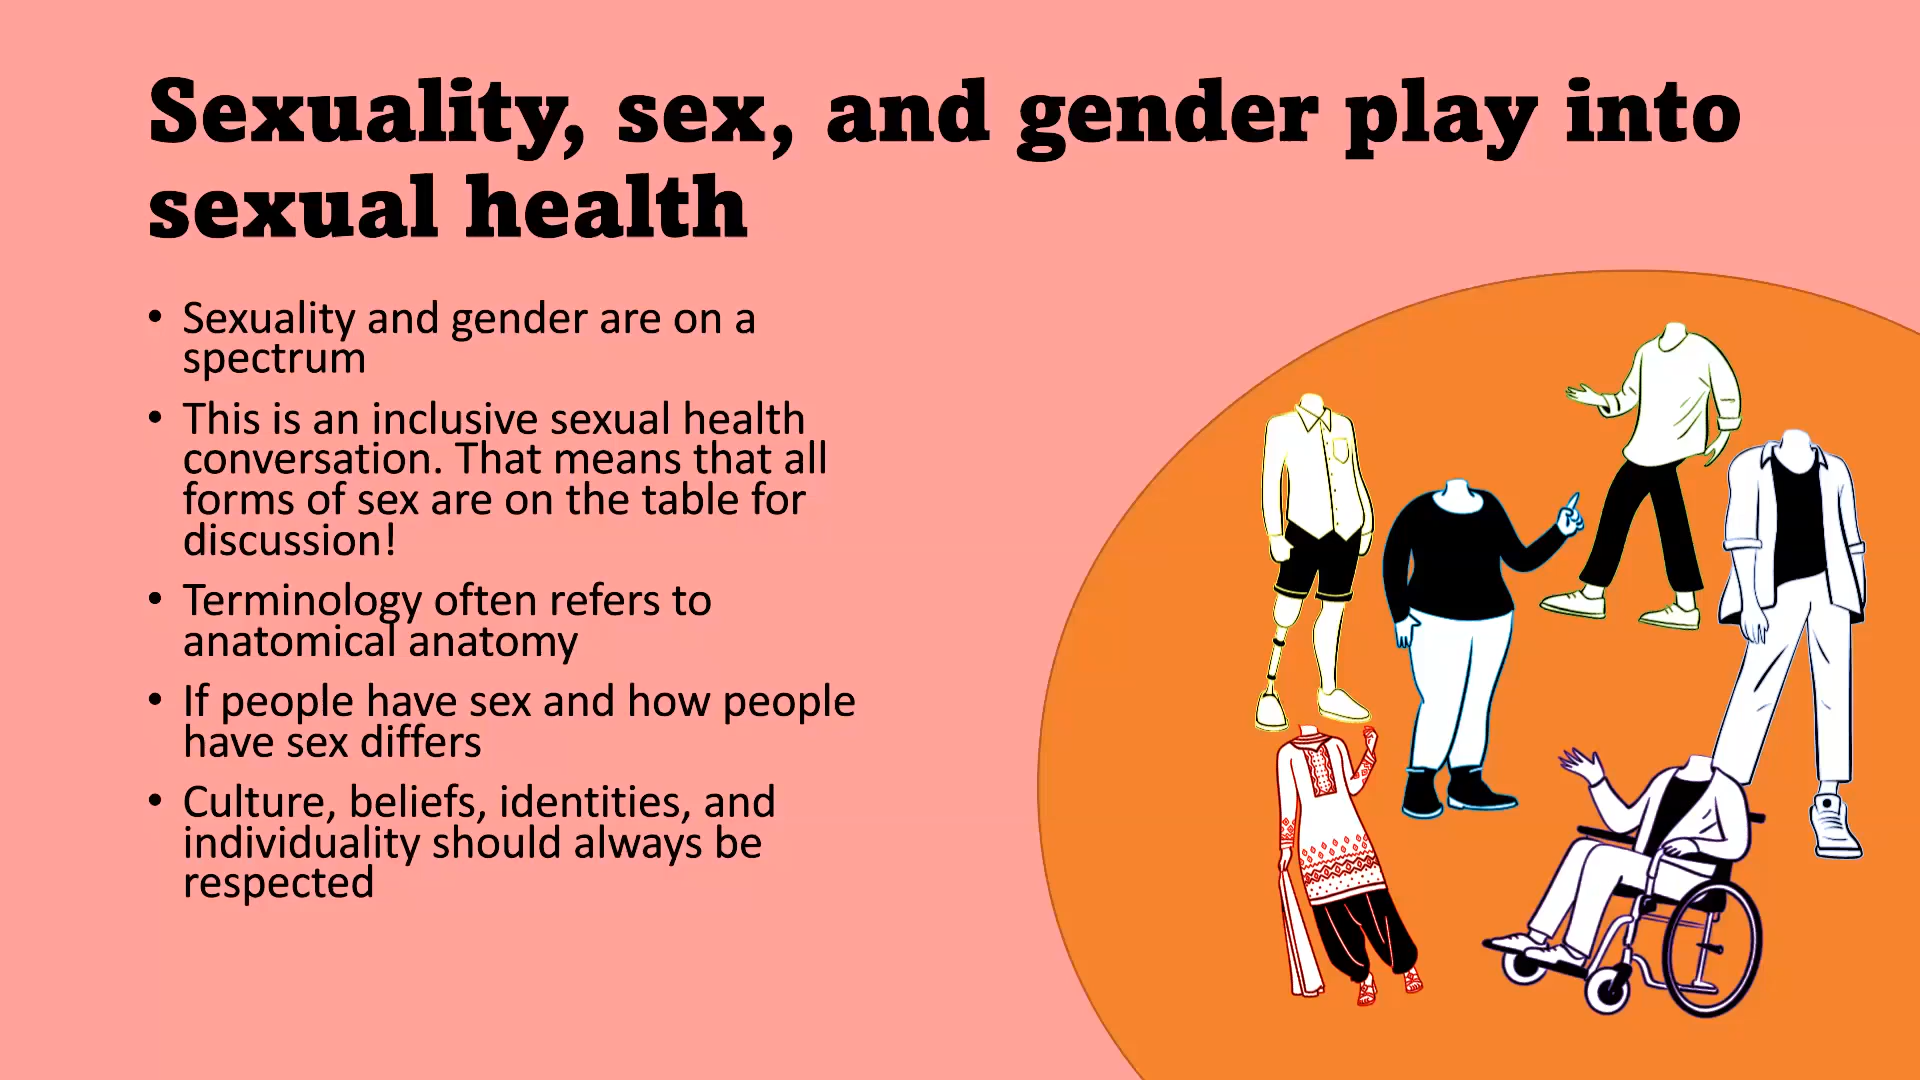 Sexuality, sex, and gender play into
sexual health
• Sexuality and gender are on a
spectrum
• This is an inclusive sexual health
conversation. That means that all
forms of sex are on the table for
discussion!
• Terminology often refers to
anatomical anatomy
• If people have sex and how people
have sex differs
• Culture, beliefs, identities, and
individuality should always be
respected